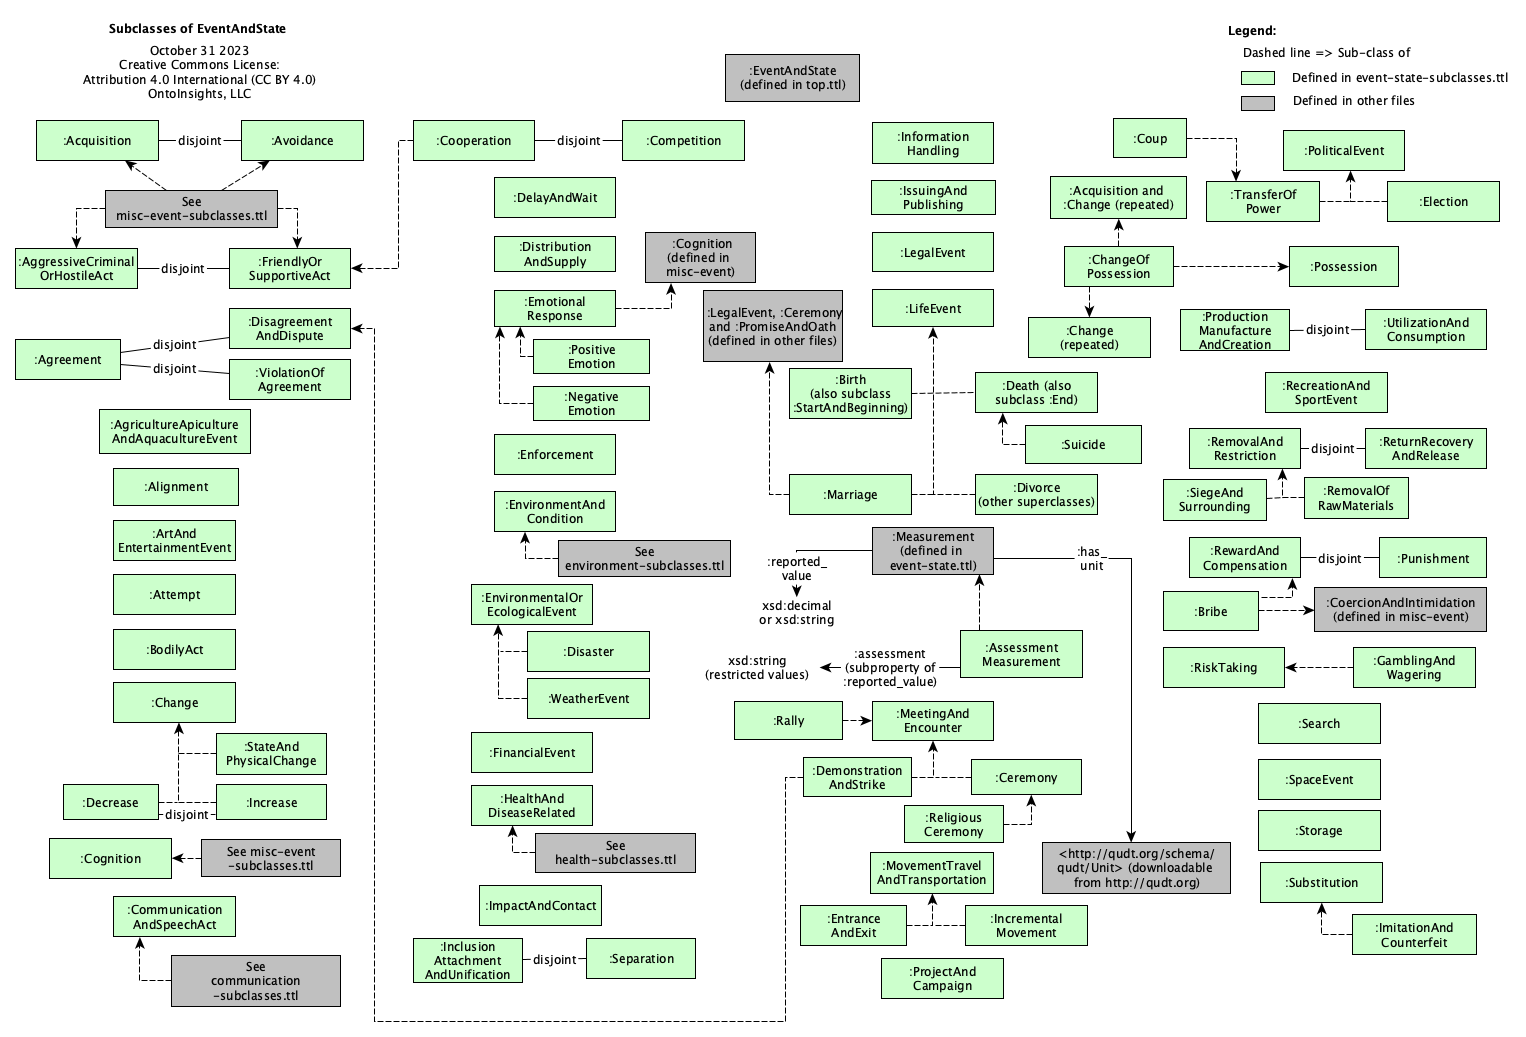 Subclasses of EventAndState
October 31 2023
Creative Commons License:
Attribution 4.0 International (CC BY 4.0)
OntoInsights, LLC
Legend:
Dashed line => Sub-class of
Defined in event-state-subclasses.ttl
Defined in other files
:EventAndState
(defined in top.ttl)
:Acquisition
disjoint
:Avoidance
See
misc-event-subclasses.ttl
:AggressiveCriminal
OrHostileAct
disjoint
:FriendlyOr
SupportiveAct
:Agreement
disjoint
disjoint
:Disagreement
AndDispute
:ViolationOf
Agreement
:AgricultureApiculture
AndAquacultureEvent
:Alignment
:ArtAnd
EntertainmentEvent
:Attempt
:BodilyAct
:Change
:StateAnd
PhysicalChange
:Decrease
disjoint
:Increase
:Cognition
See misc-event
-subclasses.ttl
:Communication
AndSpeechAct
See
communication
-subclasses.ttl
:Cooperation
disjoint
:Competition
:DelayAndWait
:Distribution
AndSupply
:Emotional
Response
:Cognition
(defined in
misc-event)
:Positive
Emotion
:Negative
Emotion
:Enforcement
:EnvironmentAnd
Condition
See
environment-subclasses.ttl
:EnvironmentalOr
EcologicalEvent
:Disaster
:WeatherEvent
:FinancialEvent
:HealthAnd
DiseaseRelated
See
health-subclasses.ttl
:ImpactAndContact
:Inclusion
Attachment
AndUnification
disjoint
:Separation
:Information
Handling
:IssuingAnd
Publishing
:LegalEvent
:LifeEvent
:LegalEvent, :Ceremony
and :PromiseAndOath
(defined in other files)
:Birth
(also subclass
:StartAndBeginning)
:Death (also
subclass :End)
:Suicide
:Marriage
:Divorce
(other superclasses)
:Measurement
(defined in
event-state.ttl)
:reported_
value
xsd:decimal
or xsd:string
:has_
unit
:Assessment
Measurement
:assessment
(subproperty of
:reported_value)
xsd:string
(restricted values)
:Rally
:MeetingAnd
Encounter
:Demonstration
AndStrike
:Ceremony
:Religious
Ceremony
<http://qudt.org/schema/
qudt/Unit> (downloadable
from http://qudt.org)
:MovementTravel
AndTransportation
:Entrance
AndExit
:Incremental
Movement
:ProjectAnd
Campaign
:Coup
:PoliticalEvent
:TransferOf
Power
:Election
:Acquisition and
:Change (repeated)
:ChangeOf
Possession
:Possession
:Change
(repeated)
:Production
Manufacture
AndCreation
disjoint
:UtilizationAnd
Consumption
:RecreationAnd
SportEvent
:RemovalAnd
Restriction
disjoint
:ReturnRecovery
AndRelease
:SiegeAnd
Surrounding
:RemovalOf
RawMaterials
:RewardAnd
Compensation
disjoint
:Punishment
:Bribe
:CoercionAndIntimidation
(defined in misc-event)
:RiskTaking
:GamblingAnd
Wagering
:Search
:SpaceEvent
:Storage
:Substitution
:ImitationAnd
Counterfeit